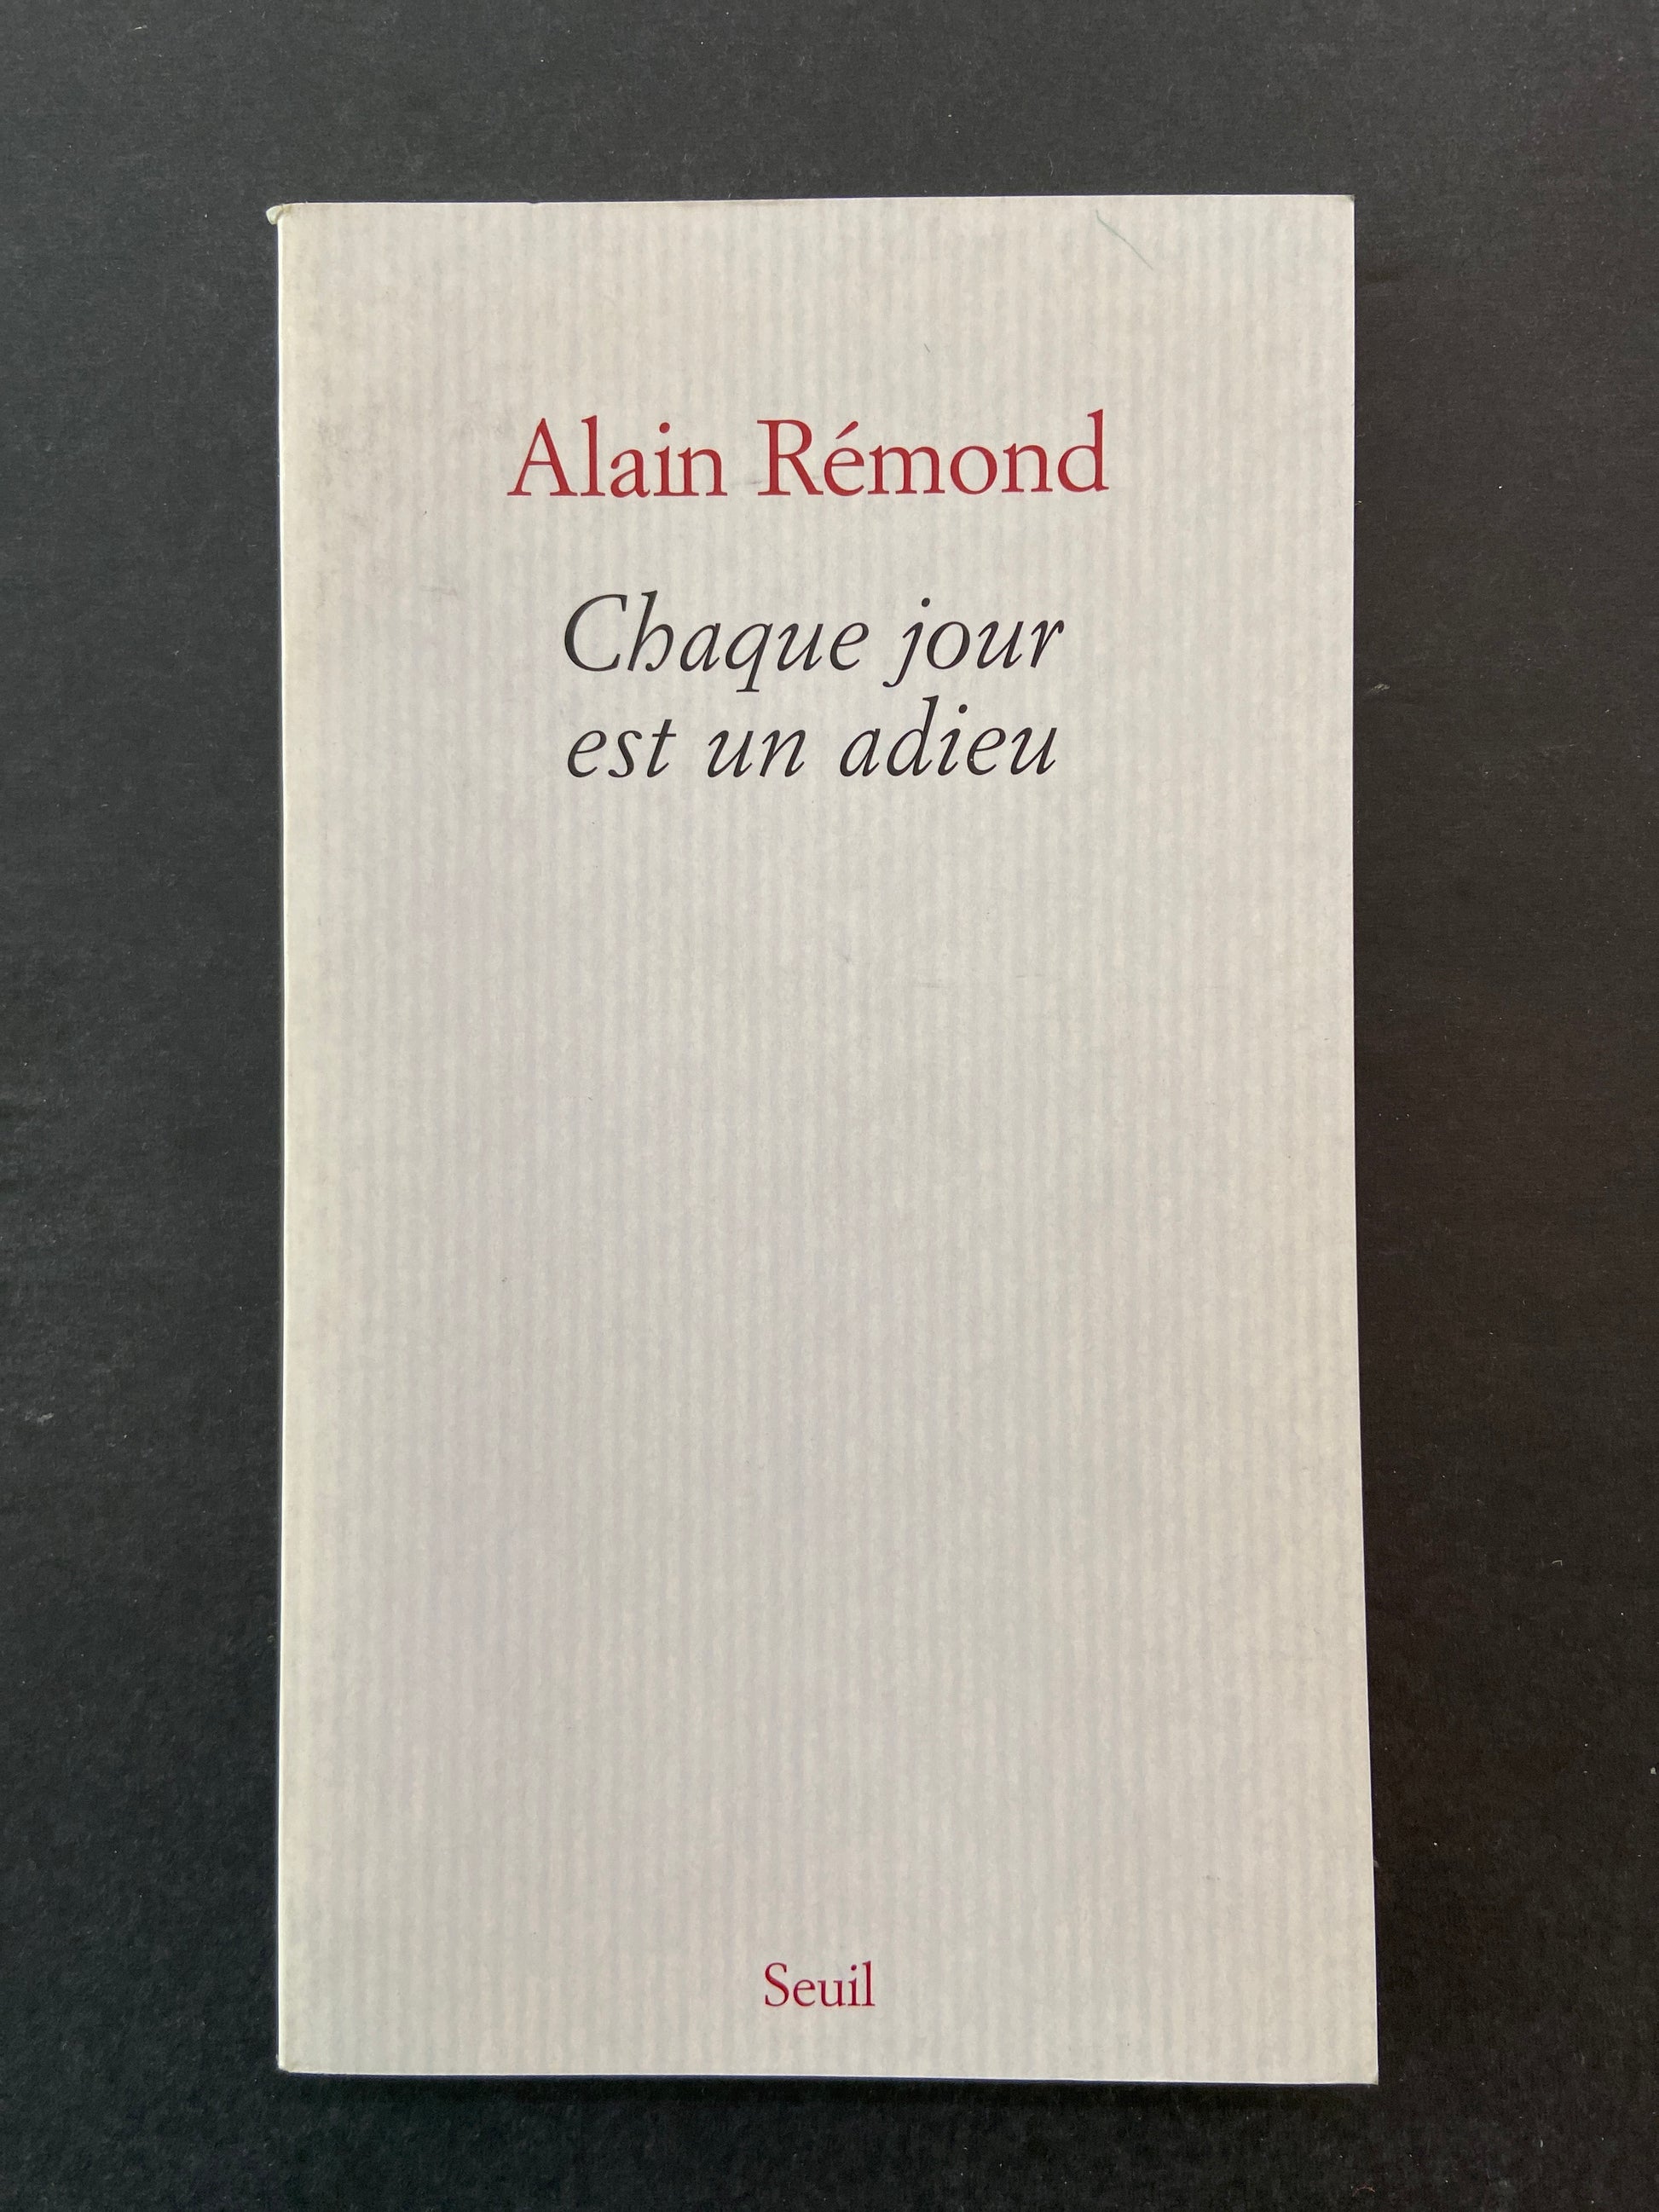 Alain Rémond
Chaque jour
est un adieu
Seuil